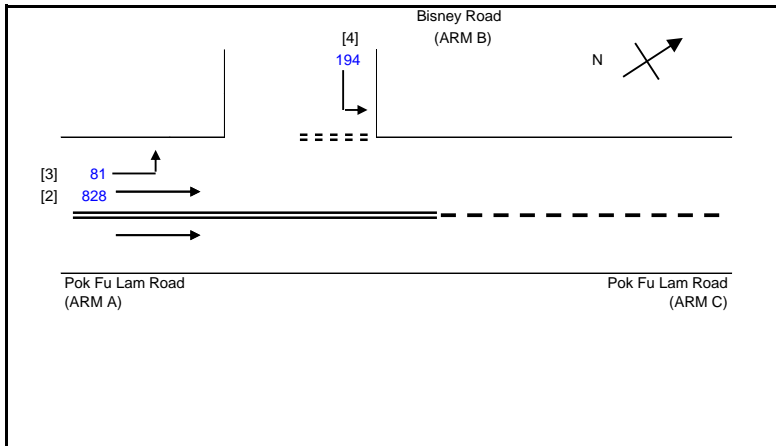 Bisney Road
[4] (ARM B)
194 N
[3] 81
[2] 828
Pok Fu Lam Road Pok Fu Lam Road
(ARM A) (ARM C)